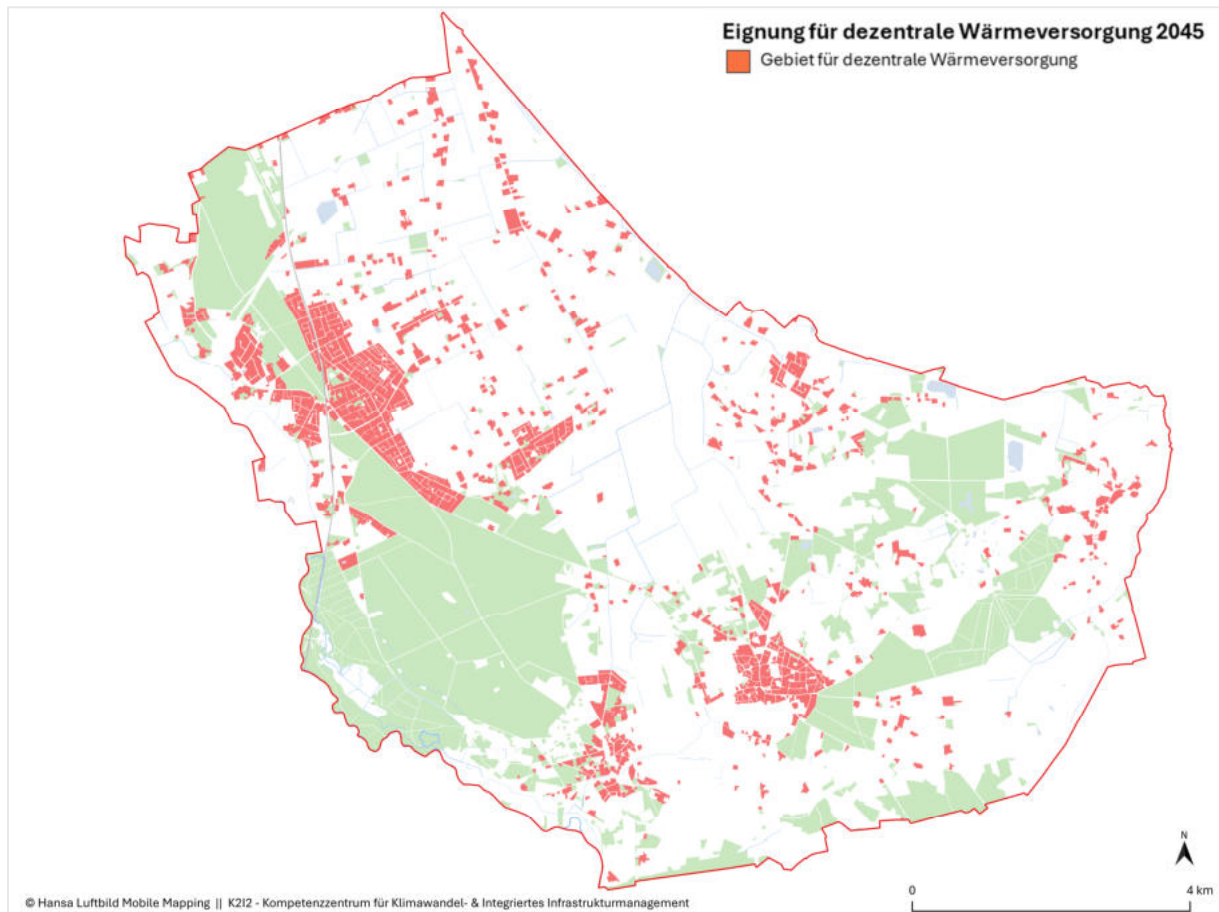 Eignung für dezentrale Wärmeversorgung 2045
Gebiet für dezentrale Wärmeversorgung
N
0 4 km
© Hansa Luftbild Mobile Mapping || K2I2 - Kompetenzzentrum für Klimawandel- & Integriertes Infrastrukturmanagement